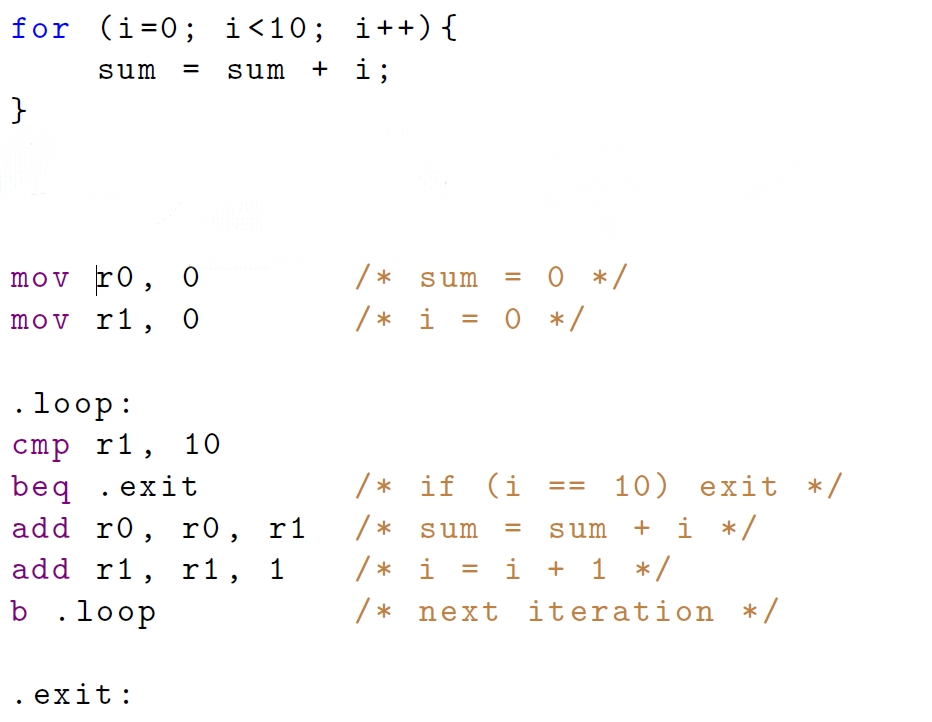 for (i=0; i<10; i++){
sum = sum + i;
}
mov r0, 0 /* sum = 0 */
mov r1, 0 /* i = 0 */
.loop:
cmp r1, 10
beq .exit /* if (i == 10) exit */
add r0, r0, r1 /* sum = sum + i */
add r1, r1, 1 /* i = i + 1 */
b .loop /* next iteration */
.exit: